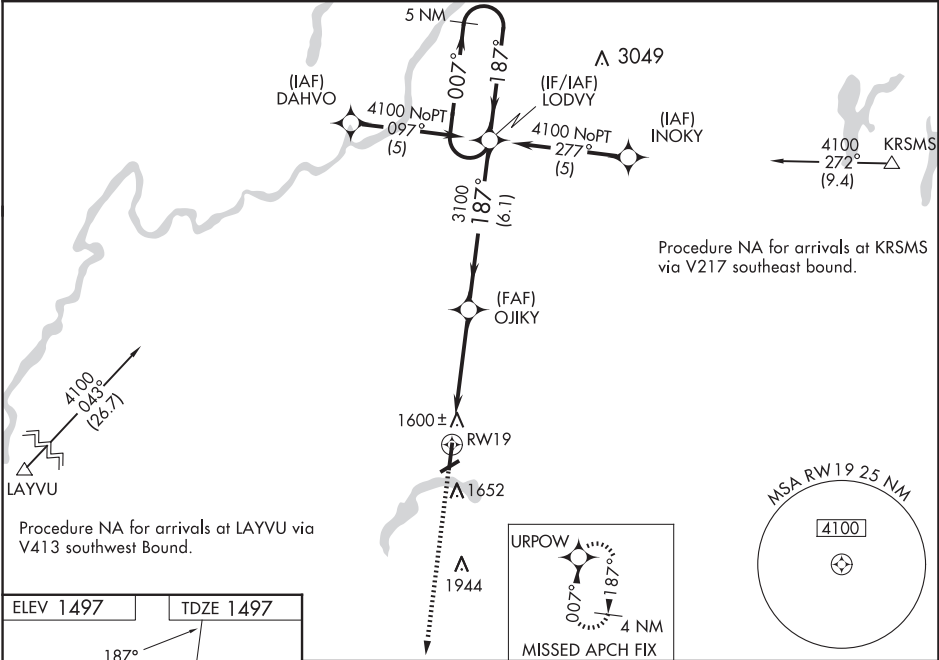 5 NM
007°
187°
3049
(IAF)
DAHVO
4100 NoPT
097°
(5)
(IF/IAF)
LODVY
4100 NoPT
277°
(5)
(IAF)
INOKY
4100
272°
(9.4)
KRSMS
3100
187°
(6.1)
Procedure NA for arrivals at KRSMS
via V217 southeast bound.
(FAF)
OJIKY
4100
043°
(26.7)
LAYVU
1600±
RW19
1652
1944
Procedure NA for arrivals at LAYVU via
V413 southwest Bound.
MSA RW19 25 NM
4100
URPOW
007°
187°
4 NM
MISSED APCH FIX
ELEV 1497
TDZE 1497
187°